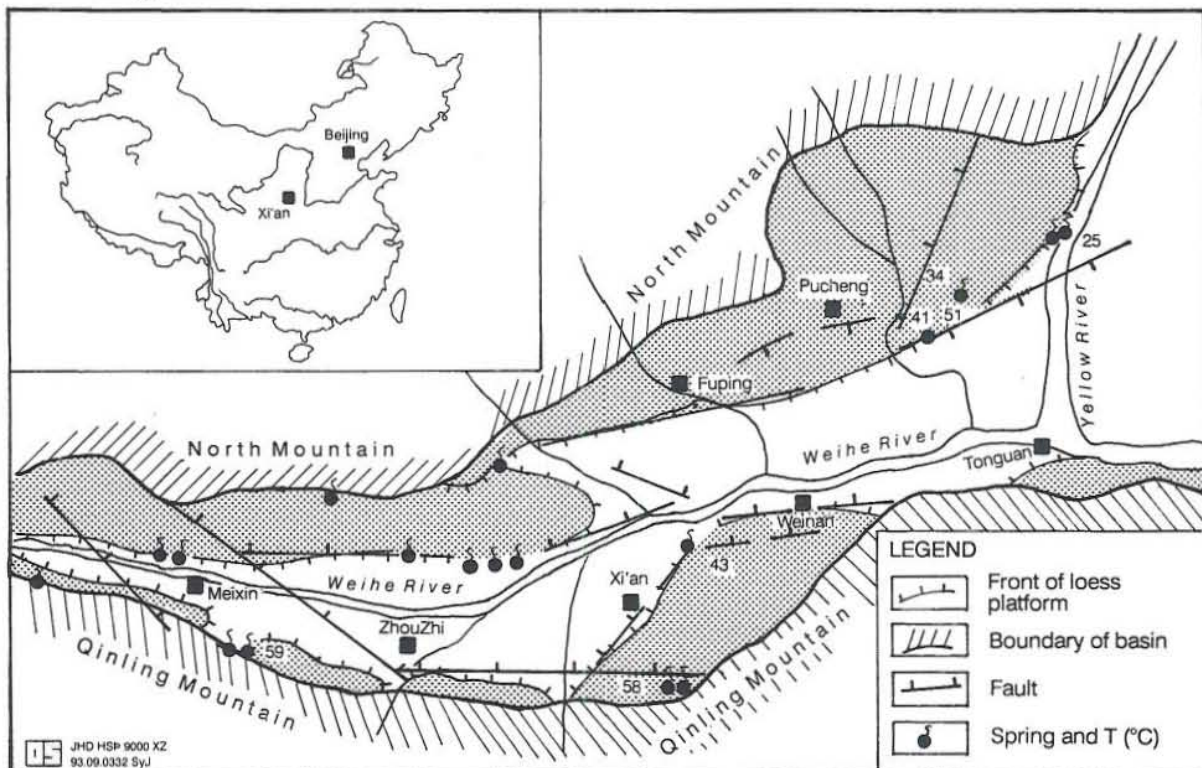 Beijing
Xi'an
North Mountain
25
34
Pucheng
41
51
Yellow River
Fuping
North Mountain
Weihe River
Tonguan
Weinan
43
Weihe River
Xi'an
Meixin
ZhouZhi
59
58
Qinling Mountain
Qinling Mountain
LEGEND
Front of loess
platform
Boundary of basin
Fault
Spring and T (°C)
JHD HSÞ 9000 XZ
93.09.0332 SyJ